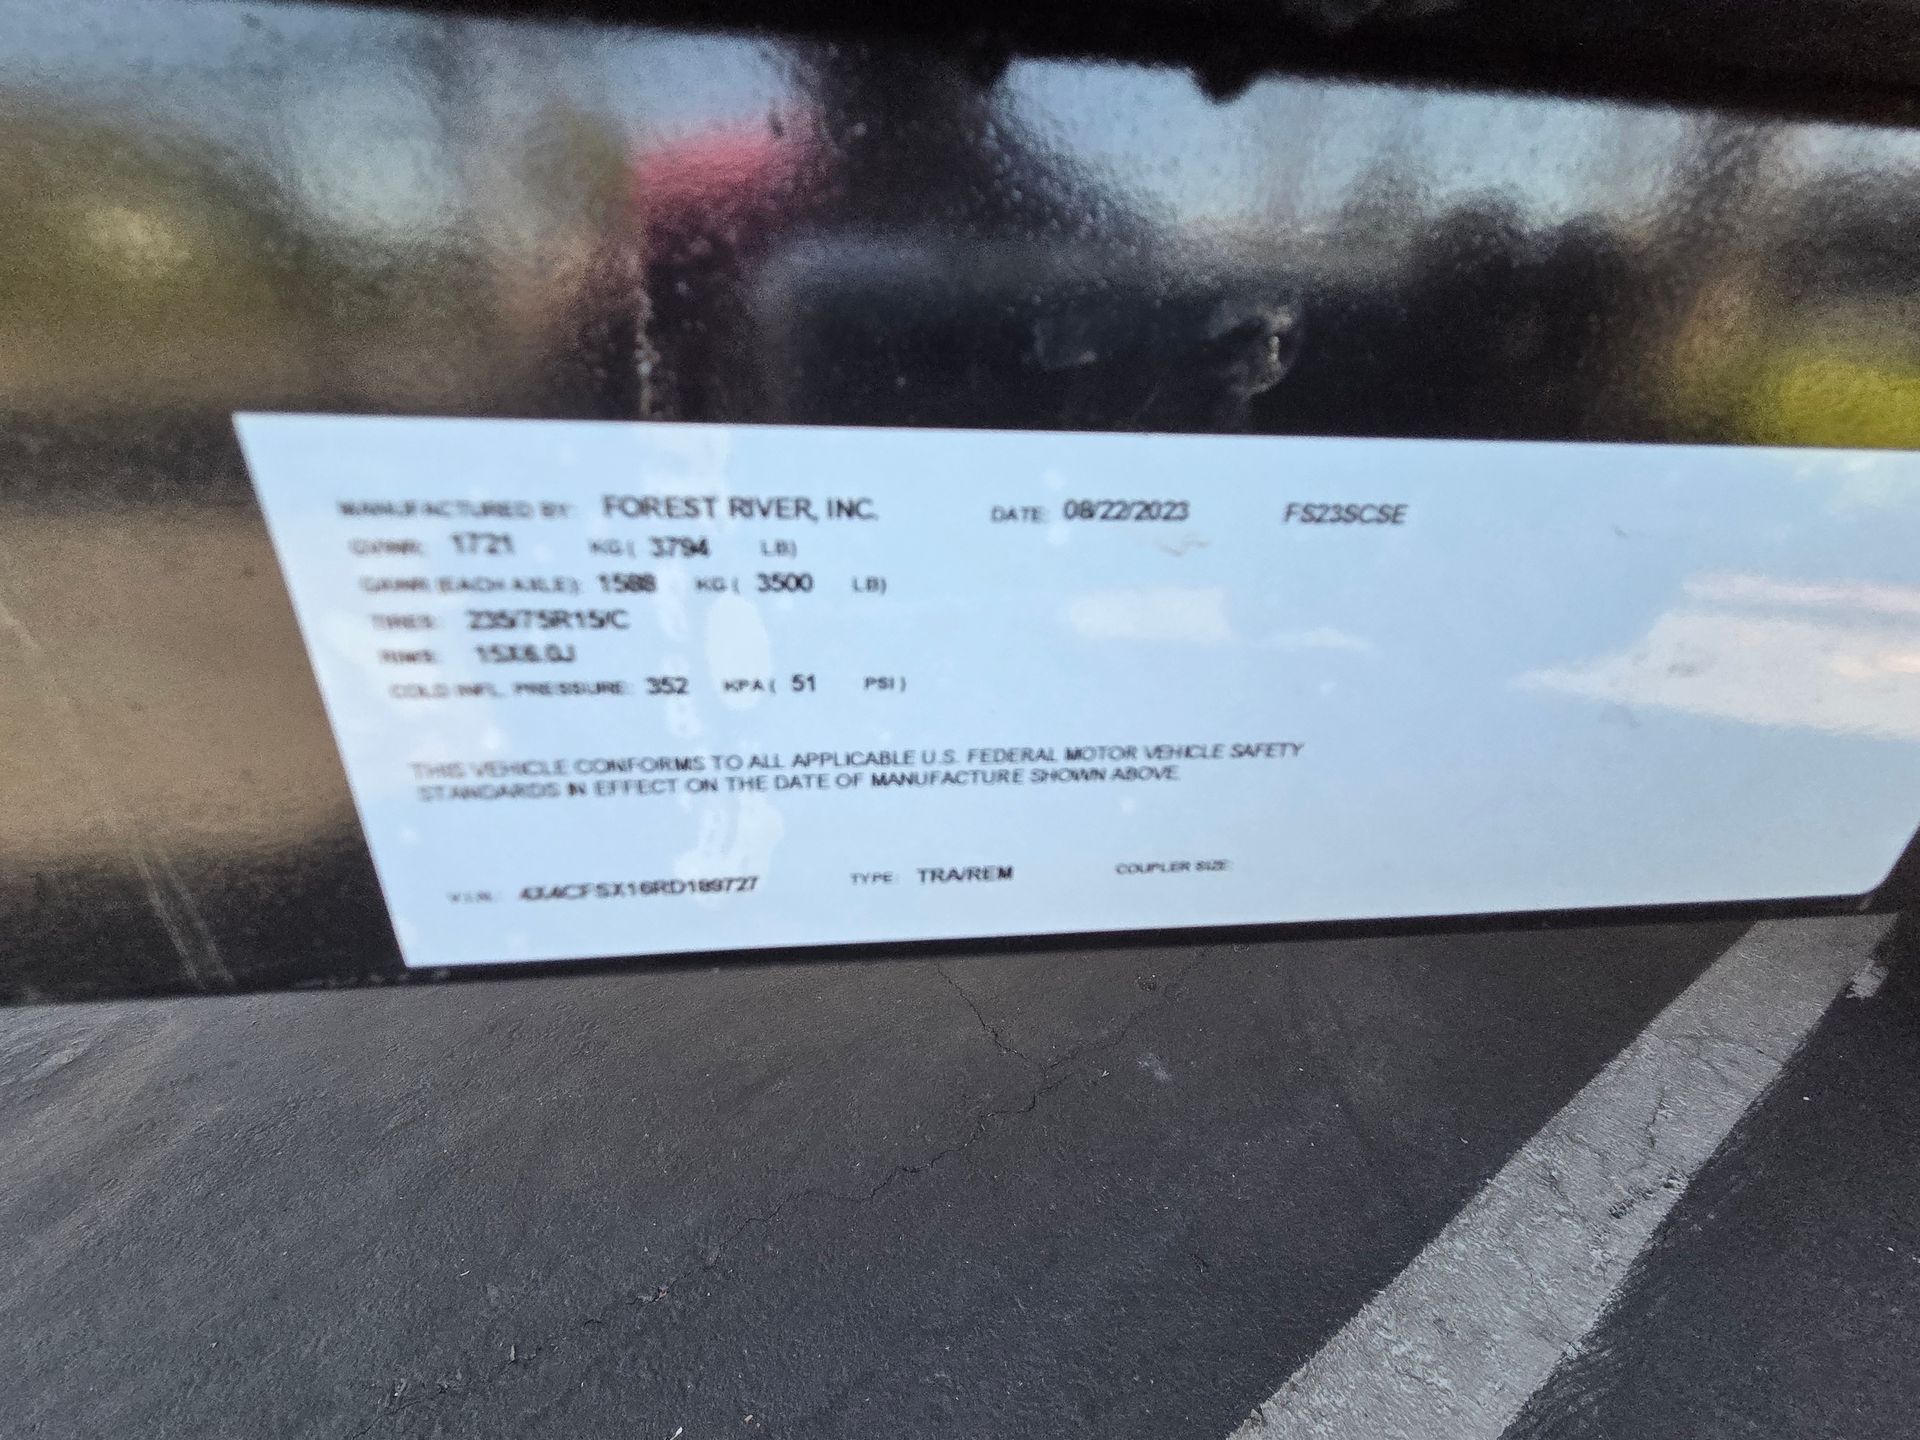 MANUFACTURED BY: FOREST RIVER, INC. DATE: 08/22/2023 FS23SCSE
GVWR: 1721 KG ( 3794 LB)
GAWR (EACH AXLE): 1588 KG ( 3500 LB)
TIRES: 235/75R15/C
RIMS: 15X6.0J
COLD INFL. PRESSURE: 352 KPA ( 51 PSI )
THIS VEHICLE CONFORMS TO ALL APPLICABLE U.S. FEDERAL MOTOR VEHICLE SAFETY
STANDARDS IN EFFECT ON THE DATE OF MANUFACTURE SHOWN ABOVE.
V.I.N.: TYPE: TRA/REM COUPLER SIZE: